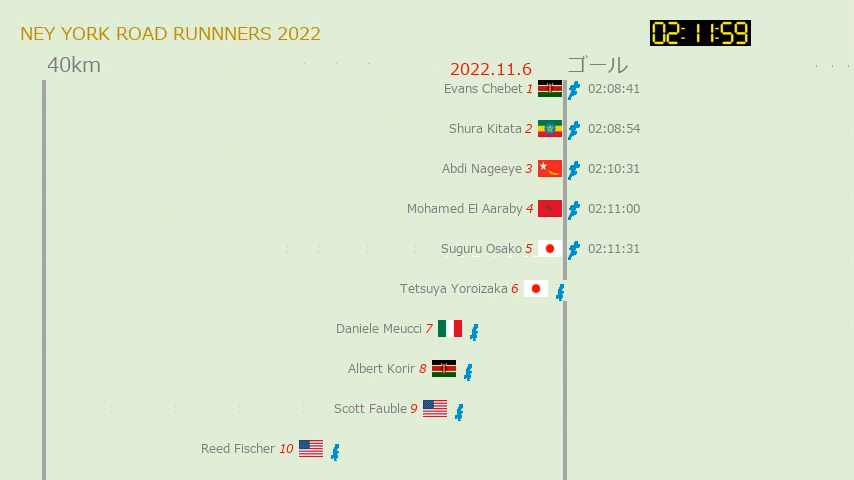 NEY YORK ROAD RUNNNERS 2022
02:11:59
40km
2022.11.6
ゴール
Evans Chebet 1 02:08:41
Shura Kitata 2 02:08:54
Abdi Nageeye 3 02:10:31
Mohamed El Aaraby 4 02:11:00
Suguru Osako 5 02:11:31
Tetsuya Yoroizaka 6
Daniele Meucci 7
Albert Korir 8
Scott Fauble 9
Reed Fischer 10